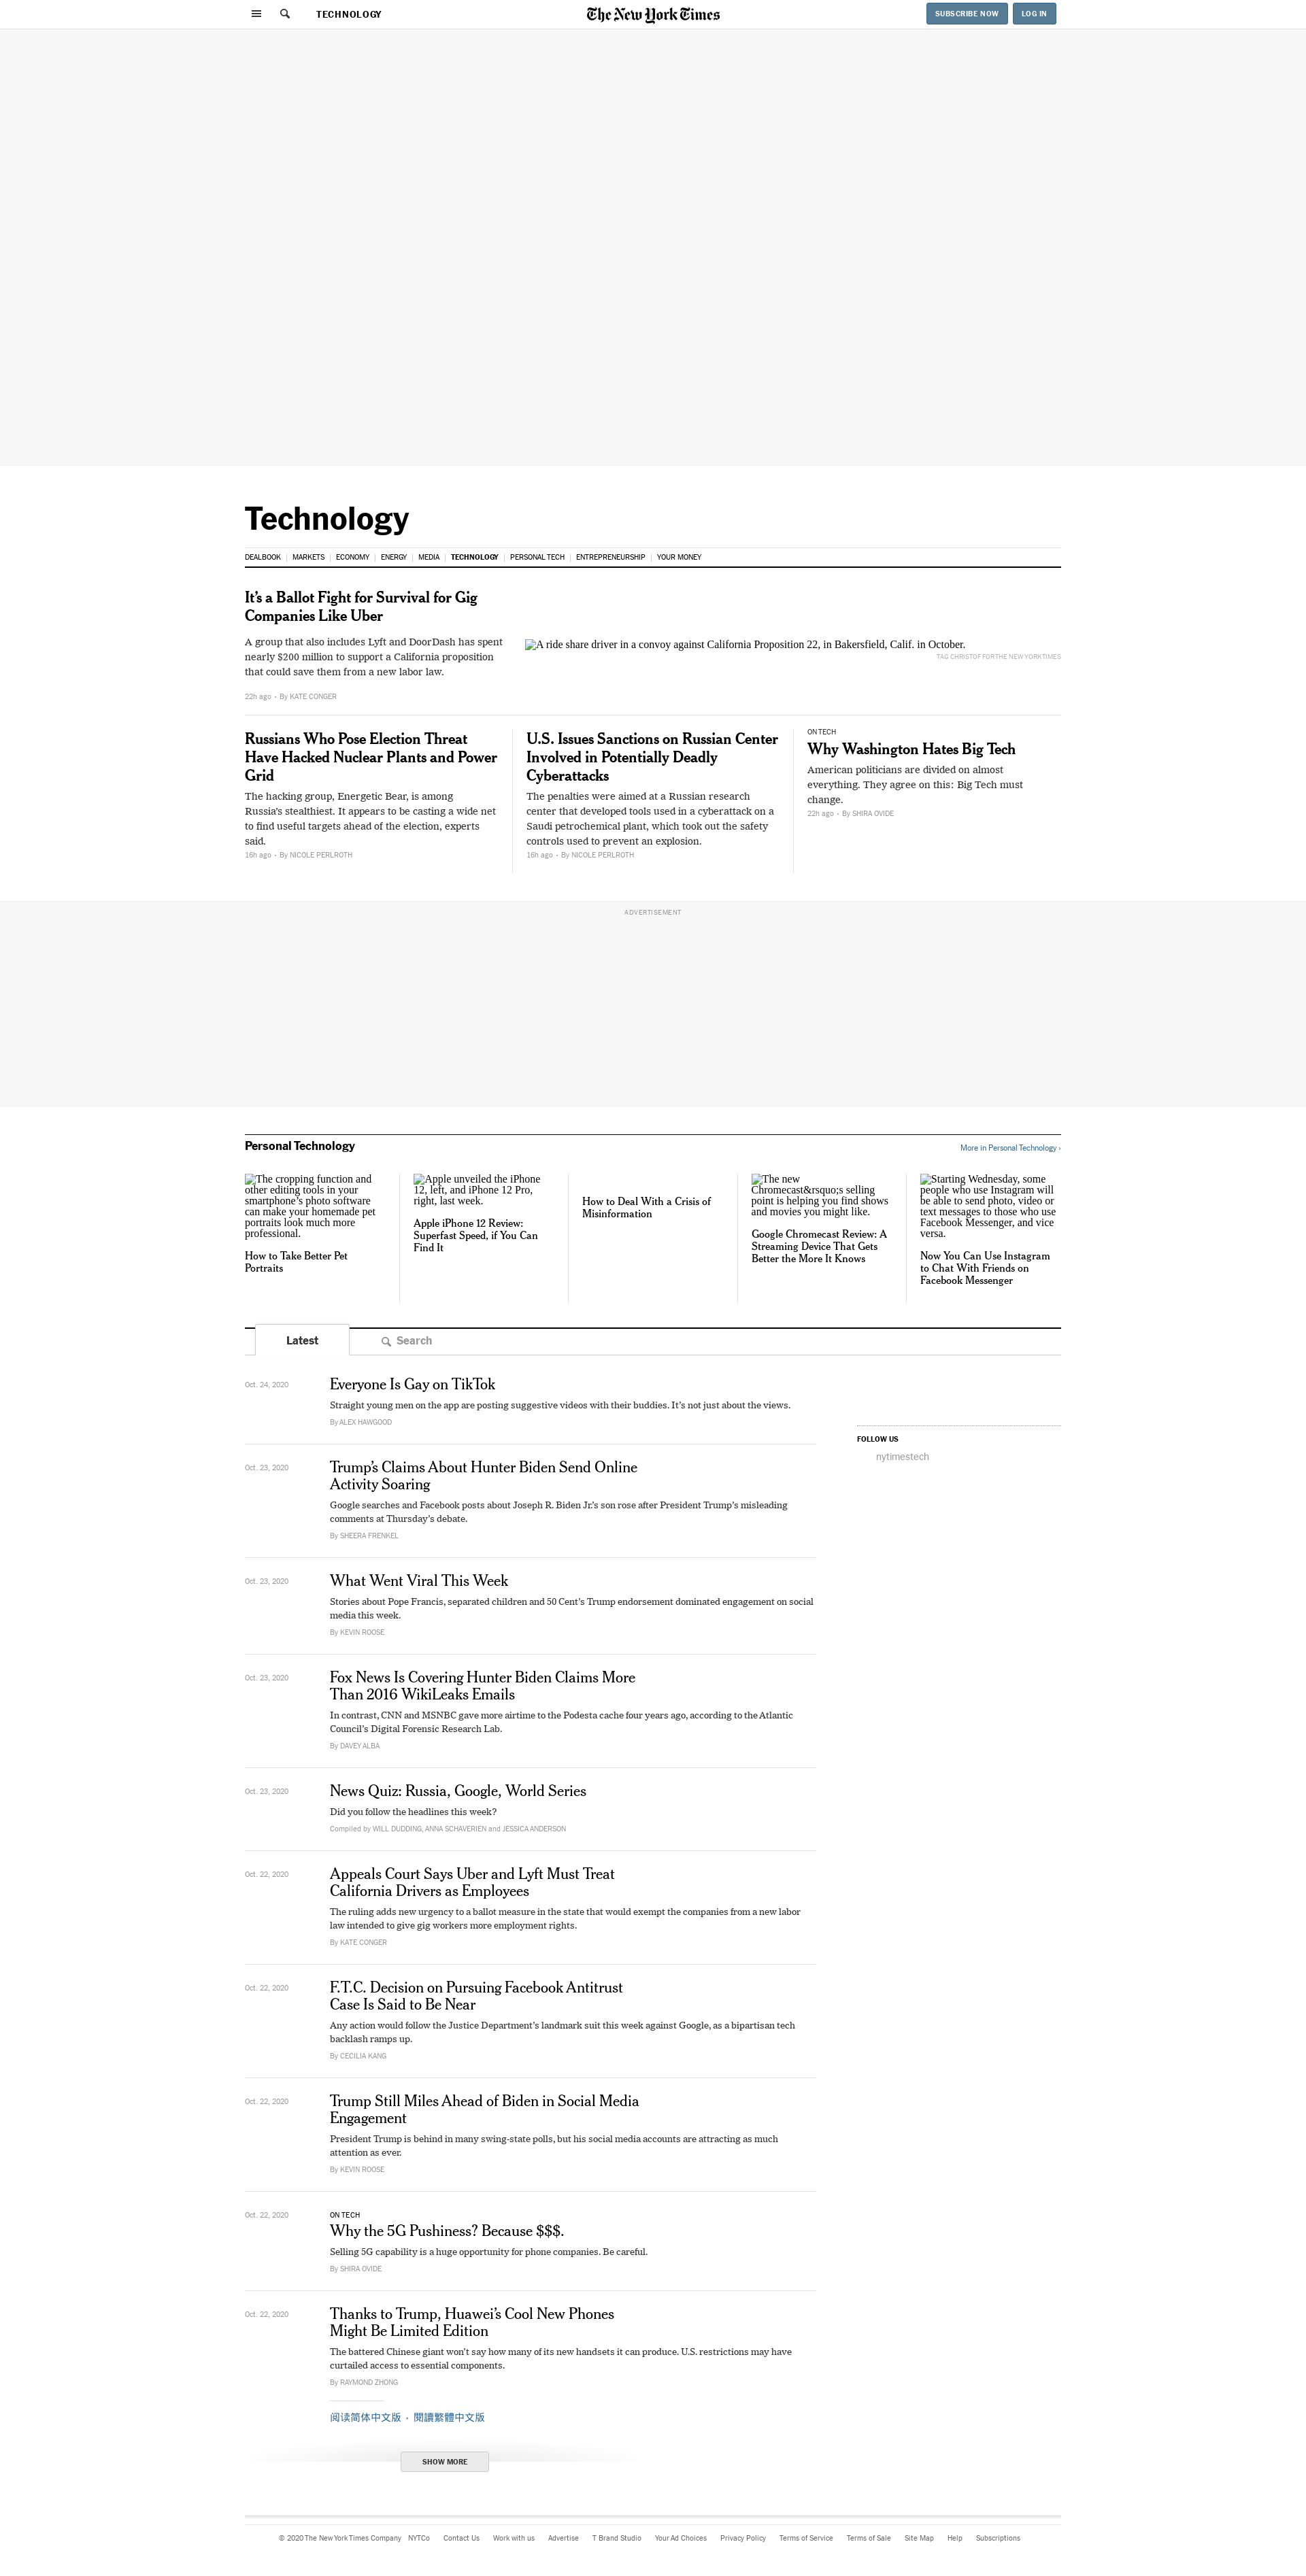 TECHNOLOGY
The New York Times
SUBSCRIBE NOW
LOG IN
Technology
DEALBOOK
MARKETS
ECONOMY
ENERGY
MEDIA
TECHNOLOGY
PERSONAL TECH
ENTREPRENEURSHIP
YOUR MONEY
It’s a Ballot Fight for Survival for Gig
Companies Like Uber
A group that also includes Lyft and DoorDash has spent
nearly $200 million to support a California proposition
that could save them from a new labor law.
22h ago • By KATE CONGER
A ride share driver in a convoy against California Proposition 22, in Bakersfield, Calif. in October.
TAG CHRISTOF FOR THE NEW YORK TIMES
Russians Who Pose Election Threat
Have Hacked Nuclear Plants and Power
Grid
The hacking group, Energetic Bear, is among
Russia’s stealthiest. It appears to be casting a wide net
to find useful targets ahead of the election, experts
said.
16h ago • By NICOLE PERLROTH
U.S. Issues Sanctions on Russian Center
Involved in Potentially Deadly
Cyberattacks
The penalties were aimed at a Russian research
center that developed tools used in a cyberattack on a
Saudi petrochemical plant, which took out the safety
controls used to prevent an explosion.
16h ago • By NICOLE PERLROTH
ON TECH
Why Washington Hates Big Tech
American politicians are divided on almost
everything. They agree on this: Big Tech must
change.
22h ago • By SHIRA OVIDE
ADVERTISEMENT
Personal Technology
More in Personal Technology ›
The cropping function and
other editing tools in your
smartphone’s photo software
can make your homemade pet
portraits look much more
professional.
How to Take Better Pet
Portraits
Apple unveiled the iPhone
12, left, and iPhone 12 Pro,
right, last week.
Apple iPhone 12 Review:
Superfast Speed, if You Can
Find It
How to Deal With a Crisis of
Misinformation
The new
Chromecast&rsquo;s selling
point is helping you find shows
and movies you might like.
Google Chromecast Review: A
Streaming Device That Gets
Better the More It Knows
Starting Wednesday, some
people who use Instagram will
be able to send photo, video or
text messages to those who use
Facebook Messenger, and vice
versa.
Now You Can Use Instagram
to Chat With Friends on
Facebook Messenger
Latest
Search
Oct. 24, 2020
Everyone Is Gay on TikTok
Straight young men on the app are posting suggestive videos with their buddies. It’s not just about the views.
By ALEX HAWGOOD
FOLLOW US
nytimestech
Oct. 23, 2020
Trump’s Claims About Hunter Biden Send Online
Activity Soaring
Google searches and Facebook posts about Joseph R. Biden Jr.’s son rose after President Trump’s misleading
comments at Thursday’s debate.
By SHEERA FRENKEL
Oct. 23, 2020
What Went Viral This Week
Stories about Pope Francis, separated children and 50 Cent’s Trump endorsement dominated engagement on social
media this week.
By KEVIN ROOSE
Oct. 23, 2020
Fox News Is Covering Hunter Biden Claims More
Than 2016 WikiLeaks Emails
In contrast, CNN and MSNBC gave more airtime to the Podesta cache four years ago, according to the Atlantic
Council’s Digital Forensic Research Lab.
By DAVEY ALBA
Oct. 23, 2020
News Quiz: Russia, Google, World Series
Did you follow the headlines this week?
Compiled by WILL DUDDING, ANNA SCHAVERIEN and JESSICA ANDERSON
Oct. 22, 2020
Appeals Court Says Uber and Lyft Must Treat
California Drivers as Employees
The ruling adds new urgency to a ballot measure in the state that would exempt the companies from a new labor
law intended to give gig workers more employment rights.
By KATE CONGER
Oct. 22, 2020
F.T.C. Decision on Pursuing Facebook Antitrust
Case Is Said to Be Near
Any action would follow the Justice Department’s landmark suit this week against Google, as a bipartisan tech
backlash ramps up.
By CECILIA KANG
Oct. 22, 2020
Trump Still Miles Ahead of Biden in Social Media
Engagement
President Trump is behind in many swing-state polls, but his social media accounts are attracting as much
attention as ever.
By KEVIN ROOSE
Oct. 22, 2020
ON TECH
Why the 5G Pushiness? Because $$$.
Selling 5G capability is a huge opportunity for phone companies. Be careful.
By SHIRA OVIDE
Oct. 22, 2020
Thanks to Trump, Huawei’s Cool New Phones
Might Be Limited Edition
The battered Chinese giant won’t say how many of its new handsets it can produce. U.S. restrictions may have
curtailed access to essential components.
By RAYMOND ZHONG
阅读简体中文版 • 閱讀繁體中文版
SHOW MORE
© 2020 The New York Times Company
NYTCo
Contact Us
Work with us
Advertise
T Brand Studio
Your Ad Choices
Privacy Policy
Terms of Service
Terms of Sale
Site Map
Help
Subscriptions